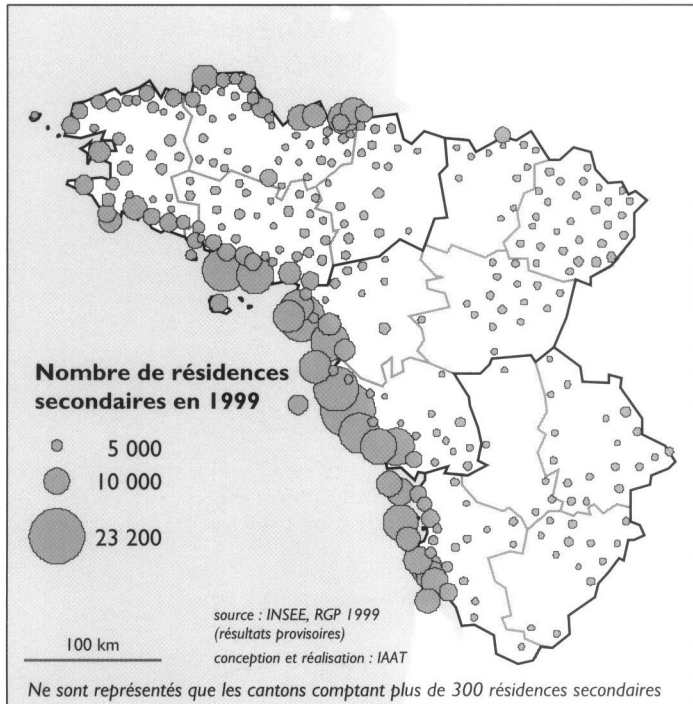 Nombre de résidences
secondaires en 1999
5 000
10 000
23 200
source : INSEE, RGP 1999
(résultats provisoires)
100 km
conception et réalisation : IAAT
Ne sont représentés que les cantons comptant plus de 300 résidences secondaires